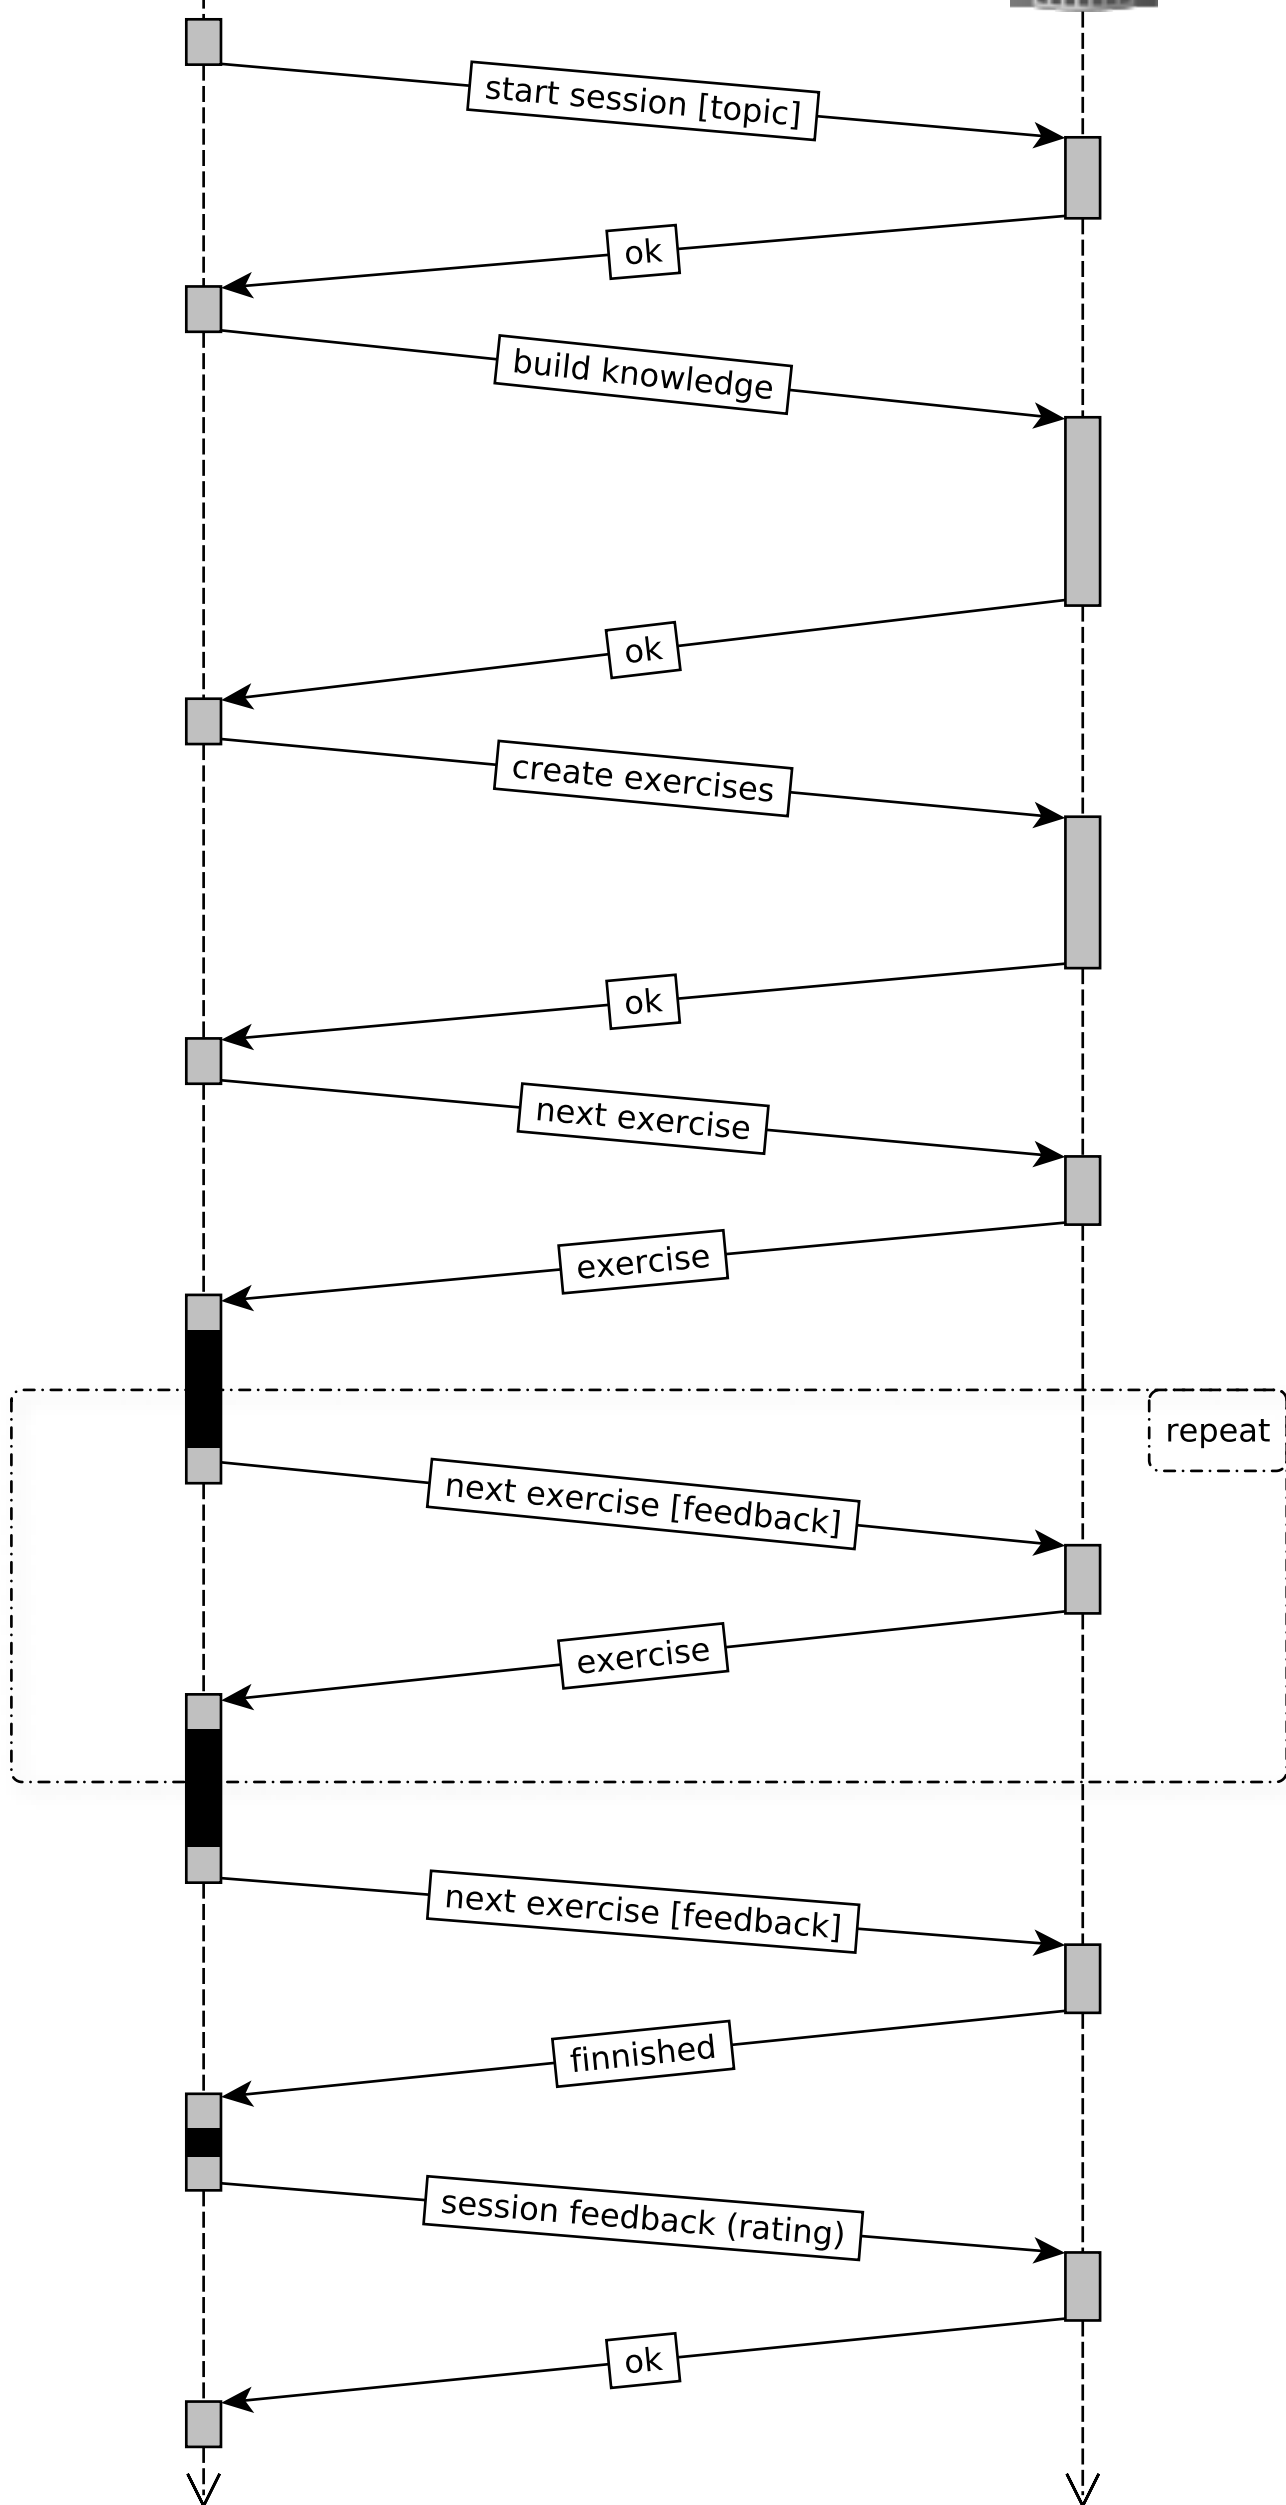 start session [topic]
ok
build knowledge
ok
create exercises
ok
next exercise
exercise
repeat
next exercise [feedback]
exercise
next exercise [feedback]
finnished
session feedback (rating)
ok